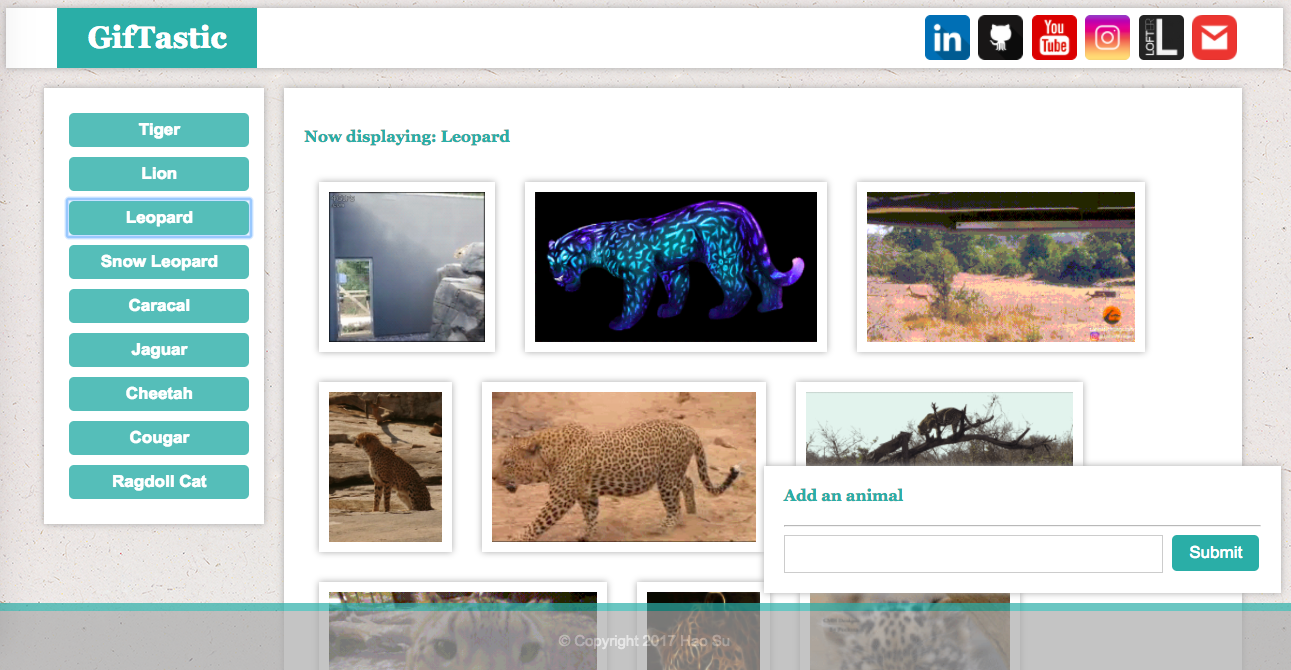 GifTastic
in
You
Tube
LOFT
L
Tiger
Lion
Leopard
Snow Leopard
Caracal
Jaguar
Cheetah
Cougar
Ragdoll Cat
Now displaying: Leopard
Add an animal
Submit
© Copyright 2017 Hao Su